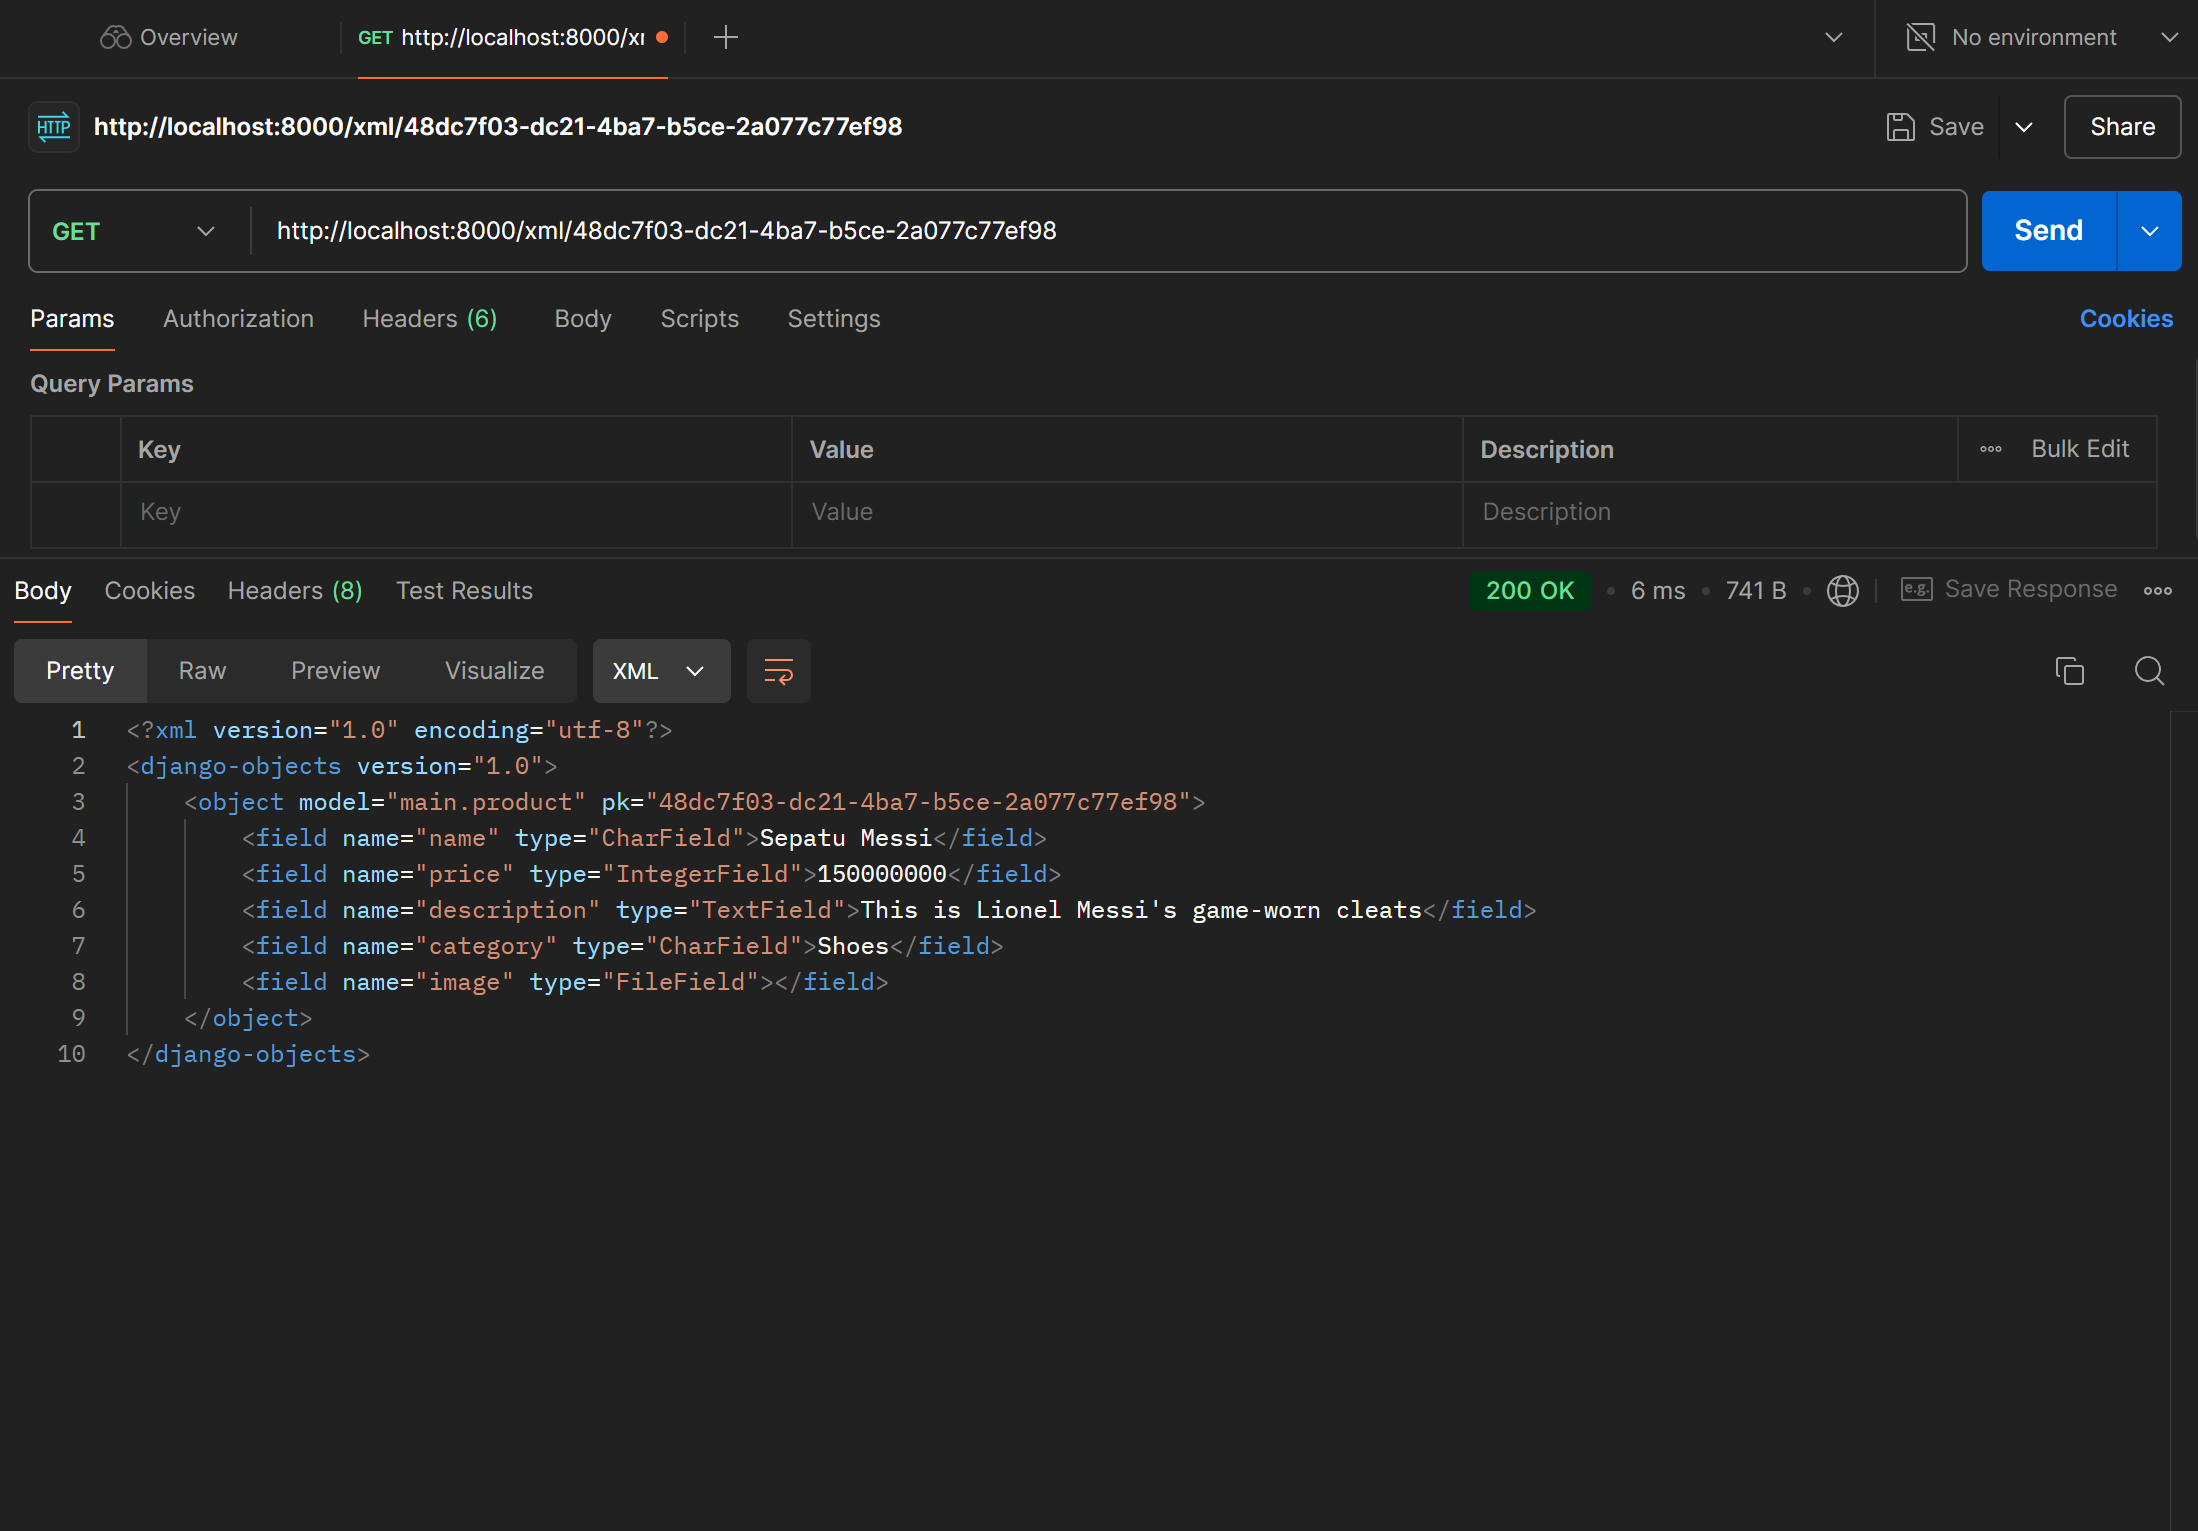 Overview
GET http://localhost:8000/xr
No environment
HTTP http://localhost:8000/xml/48dc7f03-dc21-4ba7-b5ce-2a077c77ef98
Save
Share
GET http://localhost:8000/xml/48dc7f03-dc21-4ba7-b5ce-2a077c77ef98
Send
Params Authorization Headers (6) Body Scripts Settings Cookies
Query Params
Key Value Description Bulk Edit
Key Value Description
Body Cookies Headers (8) Test Results 200 OK 6 ms 741 B e.g. Save Response
Pretty Raw Preview Visualize XML
1 <?xml version="1.0" encoding="utf-8"?>
2 <django-objects version="1.0">
3 <object model="main.product" pk="48dc7f03-dc21-4ba7-b5ce-2a077c77ef98">
4 <field name="name" type="CharField">Sepatu Messi</field>
5 <field name="price" type="IntegerField">150000000</field>
6 <field name="description" type="TextField">This is Lionel Messi's game-worn cleats</field>
7 <field name="category" type="CharField">Shoes</field>
8 <field name="image" type="FileField"></field>
9 </object>
10 </django-objects>